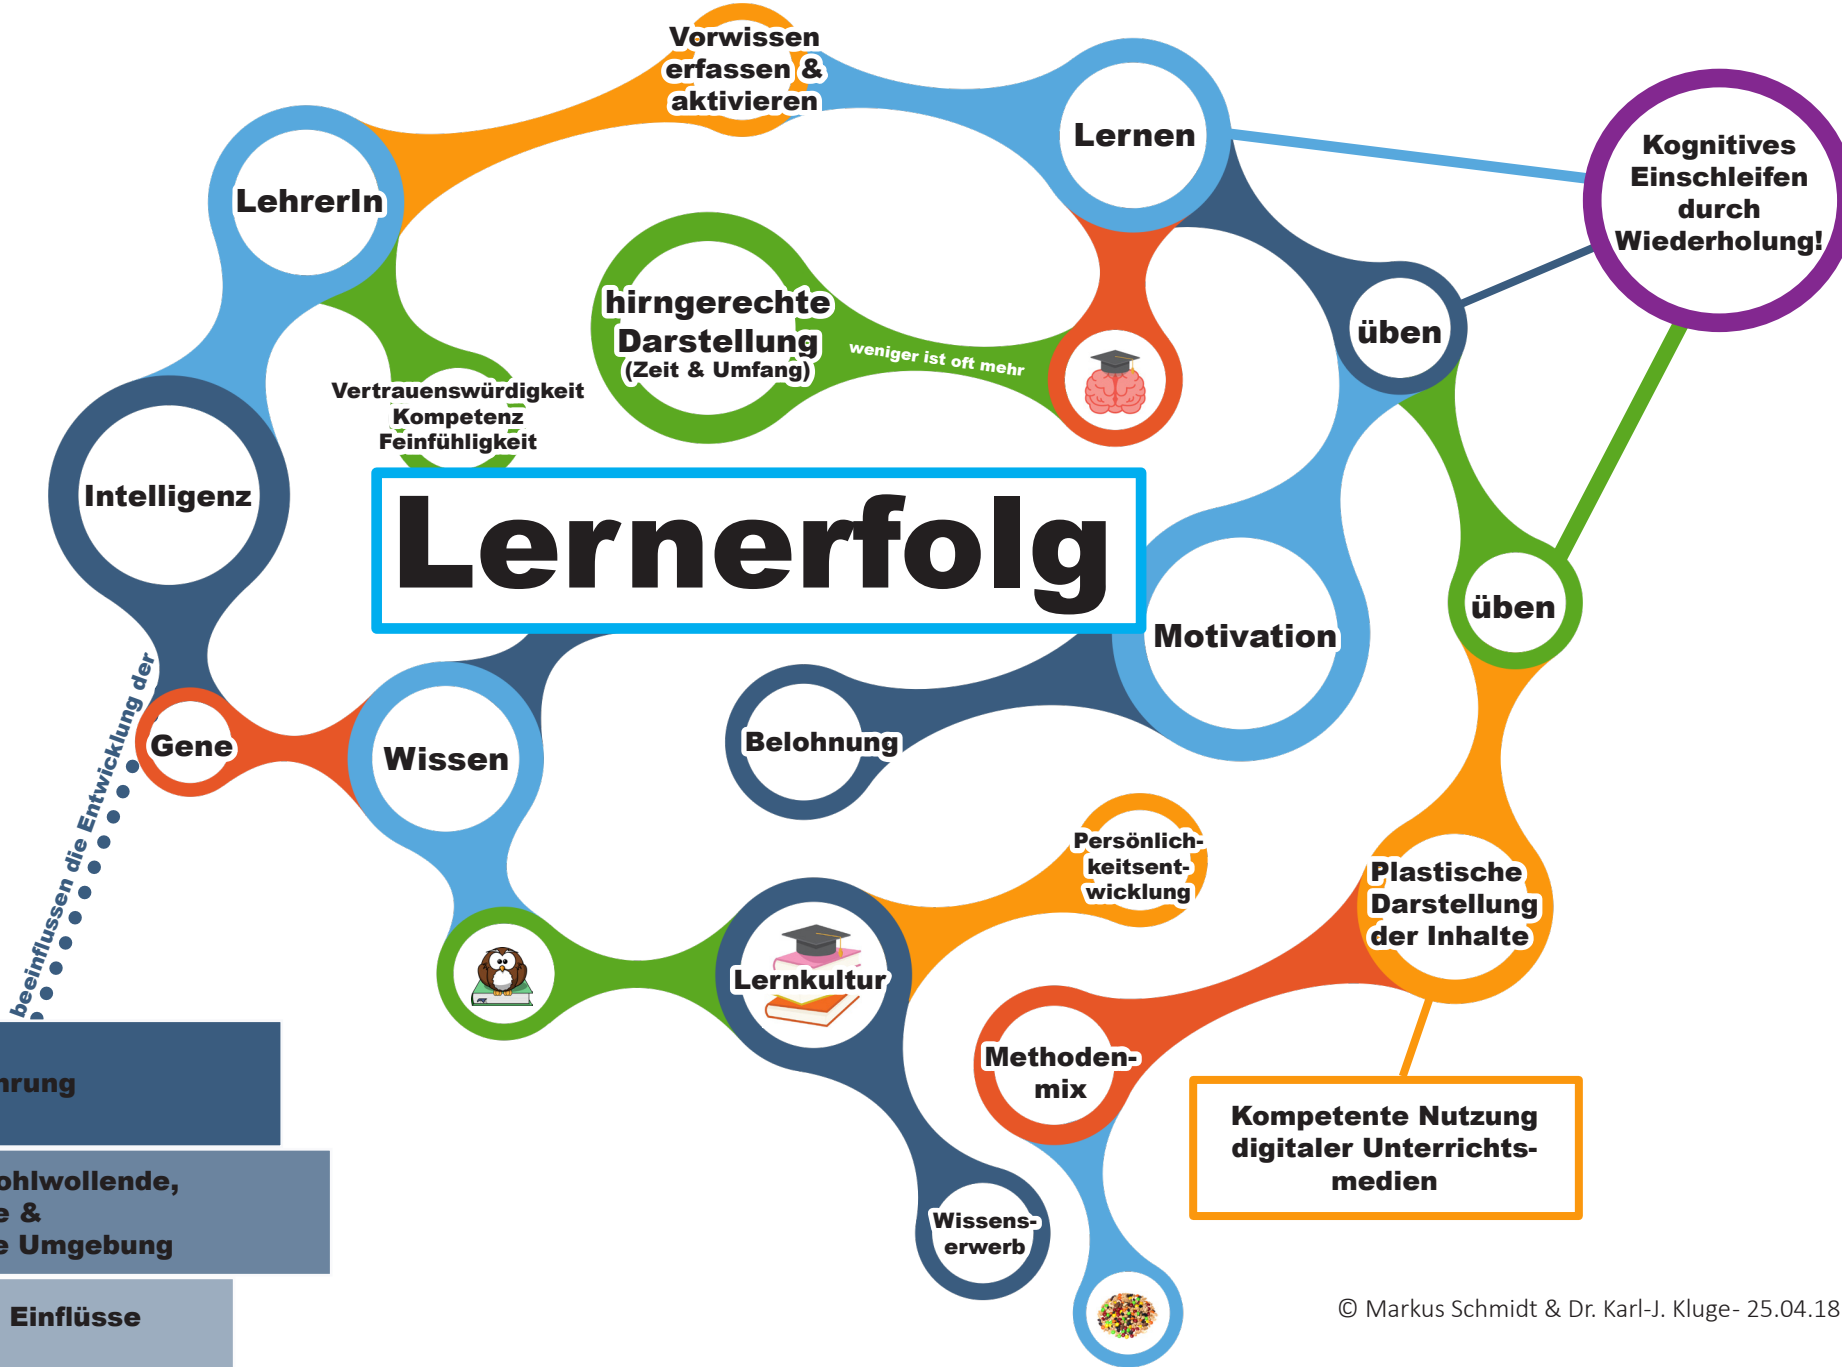 Vorwissen
erfassen &
aktivieren
Lernen
Kognitives
Einschleifen
durch
Wiederholung!
LehrerIn
hirngerechte
Darstellung
(Zeit & Umfang)
weniger ist oft mehr
üben
Vertrauenswürdigkeit
Kompetenz
Feinfühligkeit
Intelligenz
Lernerfolg
üben
Motivation
beeinflussen die Entwicklung der
Gene
Wissen
Belohnung
Persönlich-
keitsent-
wicklung
Plastische
Darstellung
der Inhalte
Lernkultur
Methoden-
mix
Kompetente Nutzung
digitaler Unterrichts-
medien
Wissens-
erwerb
hrung
ohlwollende,
e &
e Umgebung
Einflüsse
© Markus Schmidt & Dr. Karl-J. Kluge- 25.04.18